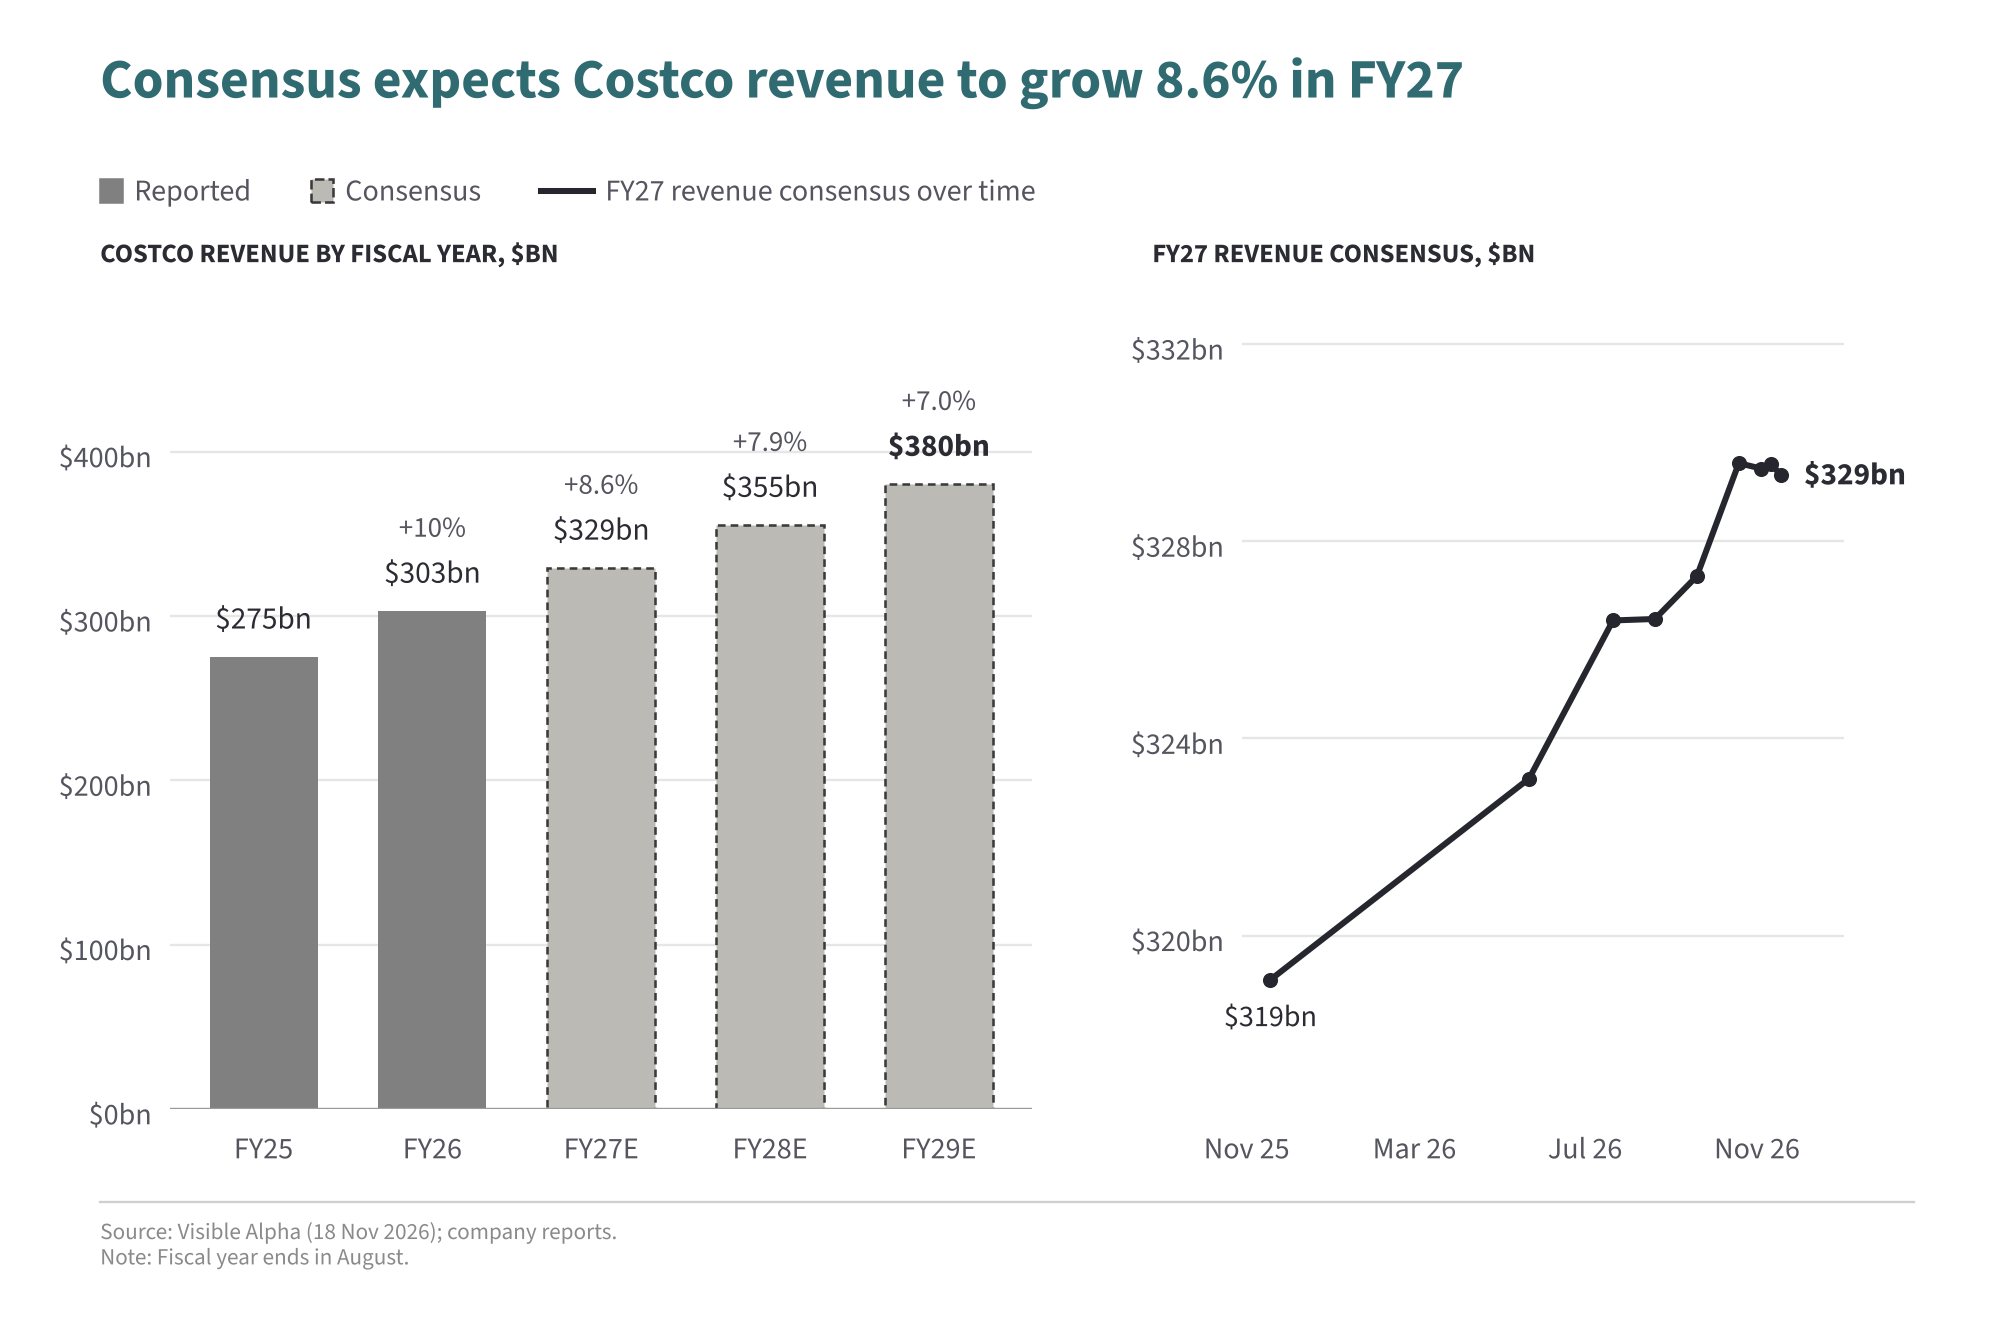 Consensus expects Costco revenue to grow 8.6% in FY27
Reported
Consensus
FY27 revenue consensus over time
COSTCO REVENUE BY FISCAL YEAR, $BN
$400bn
$300bn
$200bn
$100bn
$0bn
$275bn
+10%
$303bn
+8.6%
$329bn
+7.9%
$355bn
+7.0%
$380bn
FY25
FY26
FY27E
FY28E
FY29E
FY27 REVENUE CONSENSUS, $BN
$332bn
$328bn
$324bn
$320bn
$329bn
$319bn
Nov 25
Mar 26
Jul 26
Nov 26
Source: Visible Alpha (18 Nov 2026); company reports.
Note: Fiscal year ends in August.